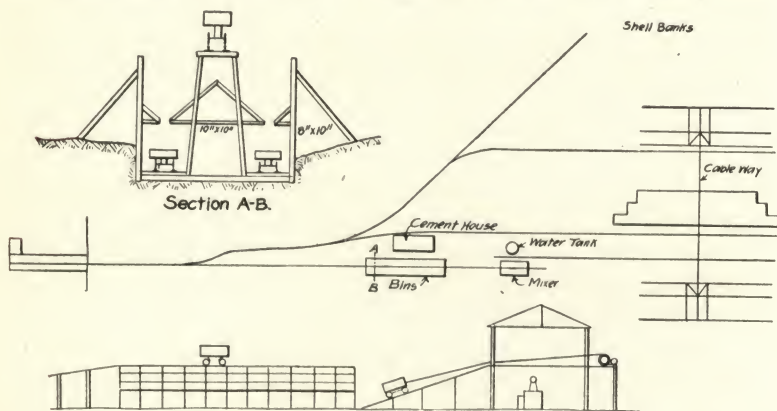 Shell Banks
10"X10"
8"X10"
Cable Way
Section A-B.
Cement House
Water Tank
A
B
Bins
Mixer